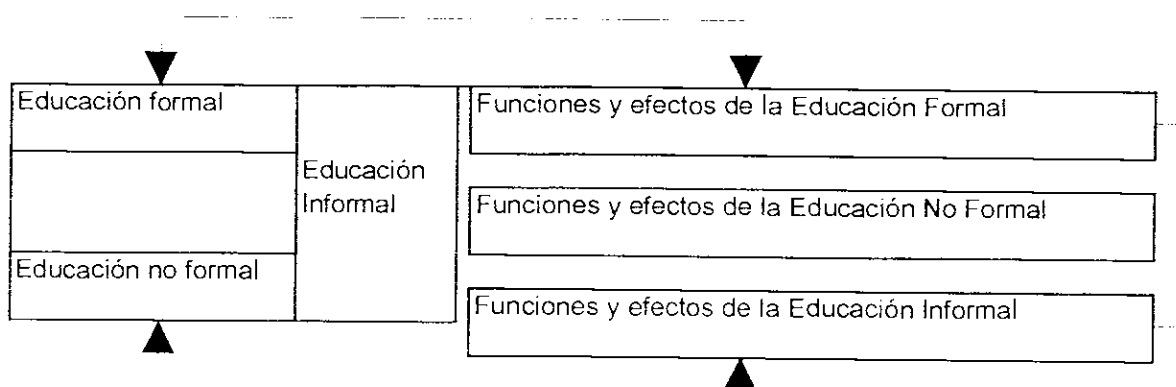 Educación formal
Educación
Informal
Educación no formal
Funciones y efectos de la Educación Formal
Funciones y efectos de la Educación No Formal
Funciones y efectos de la Educación Informal